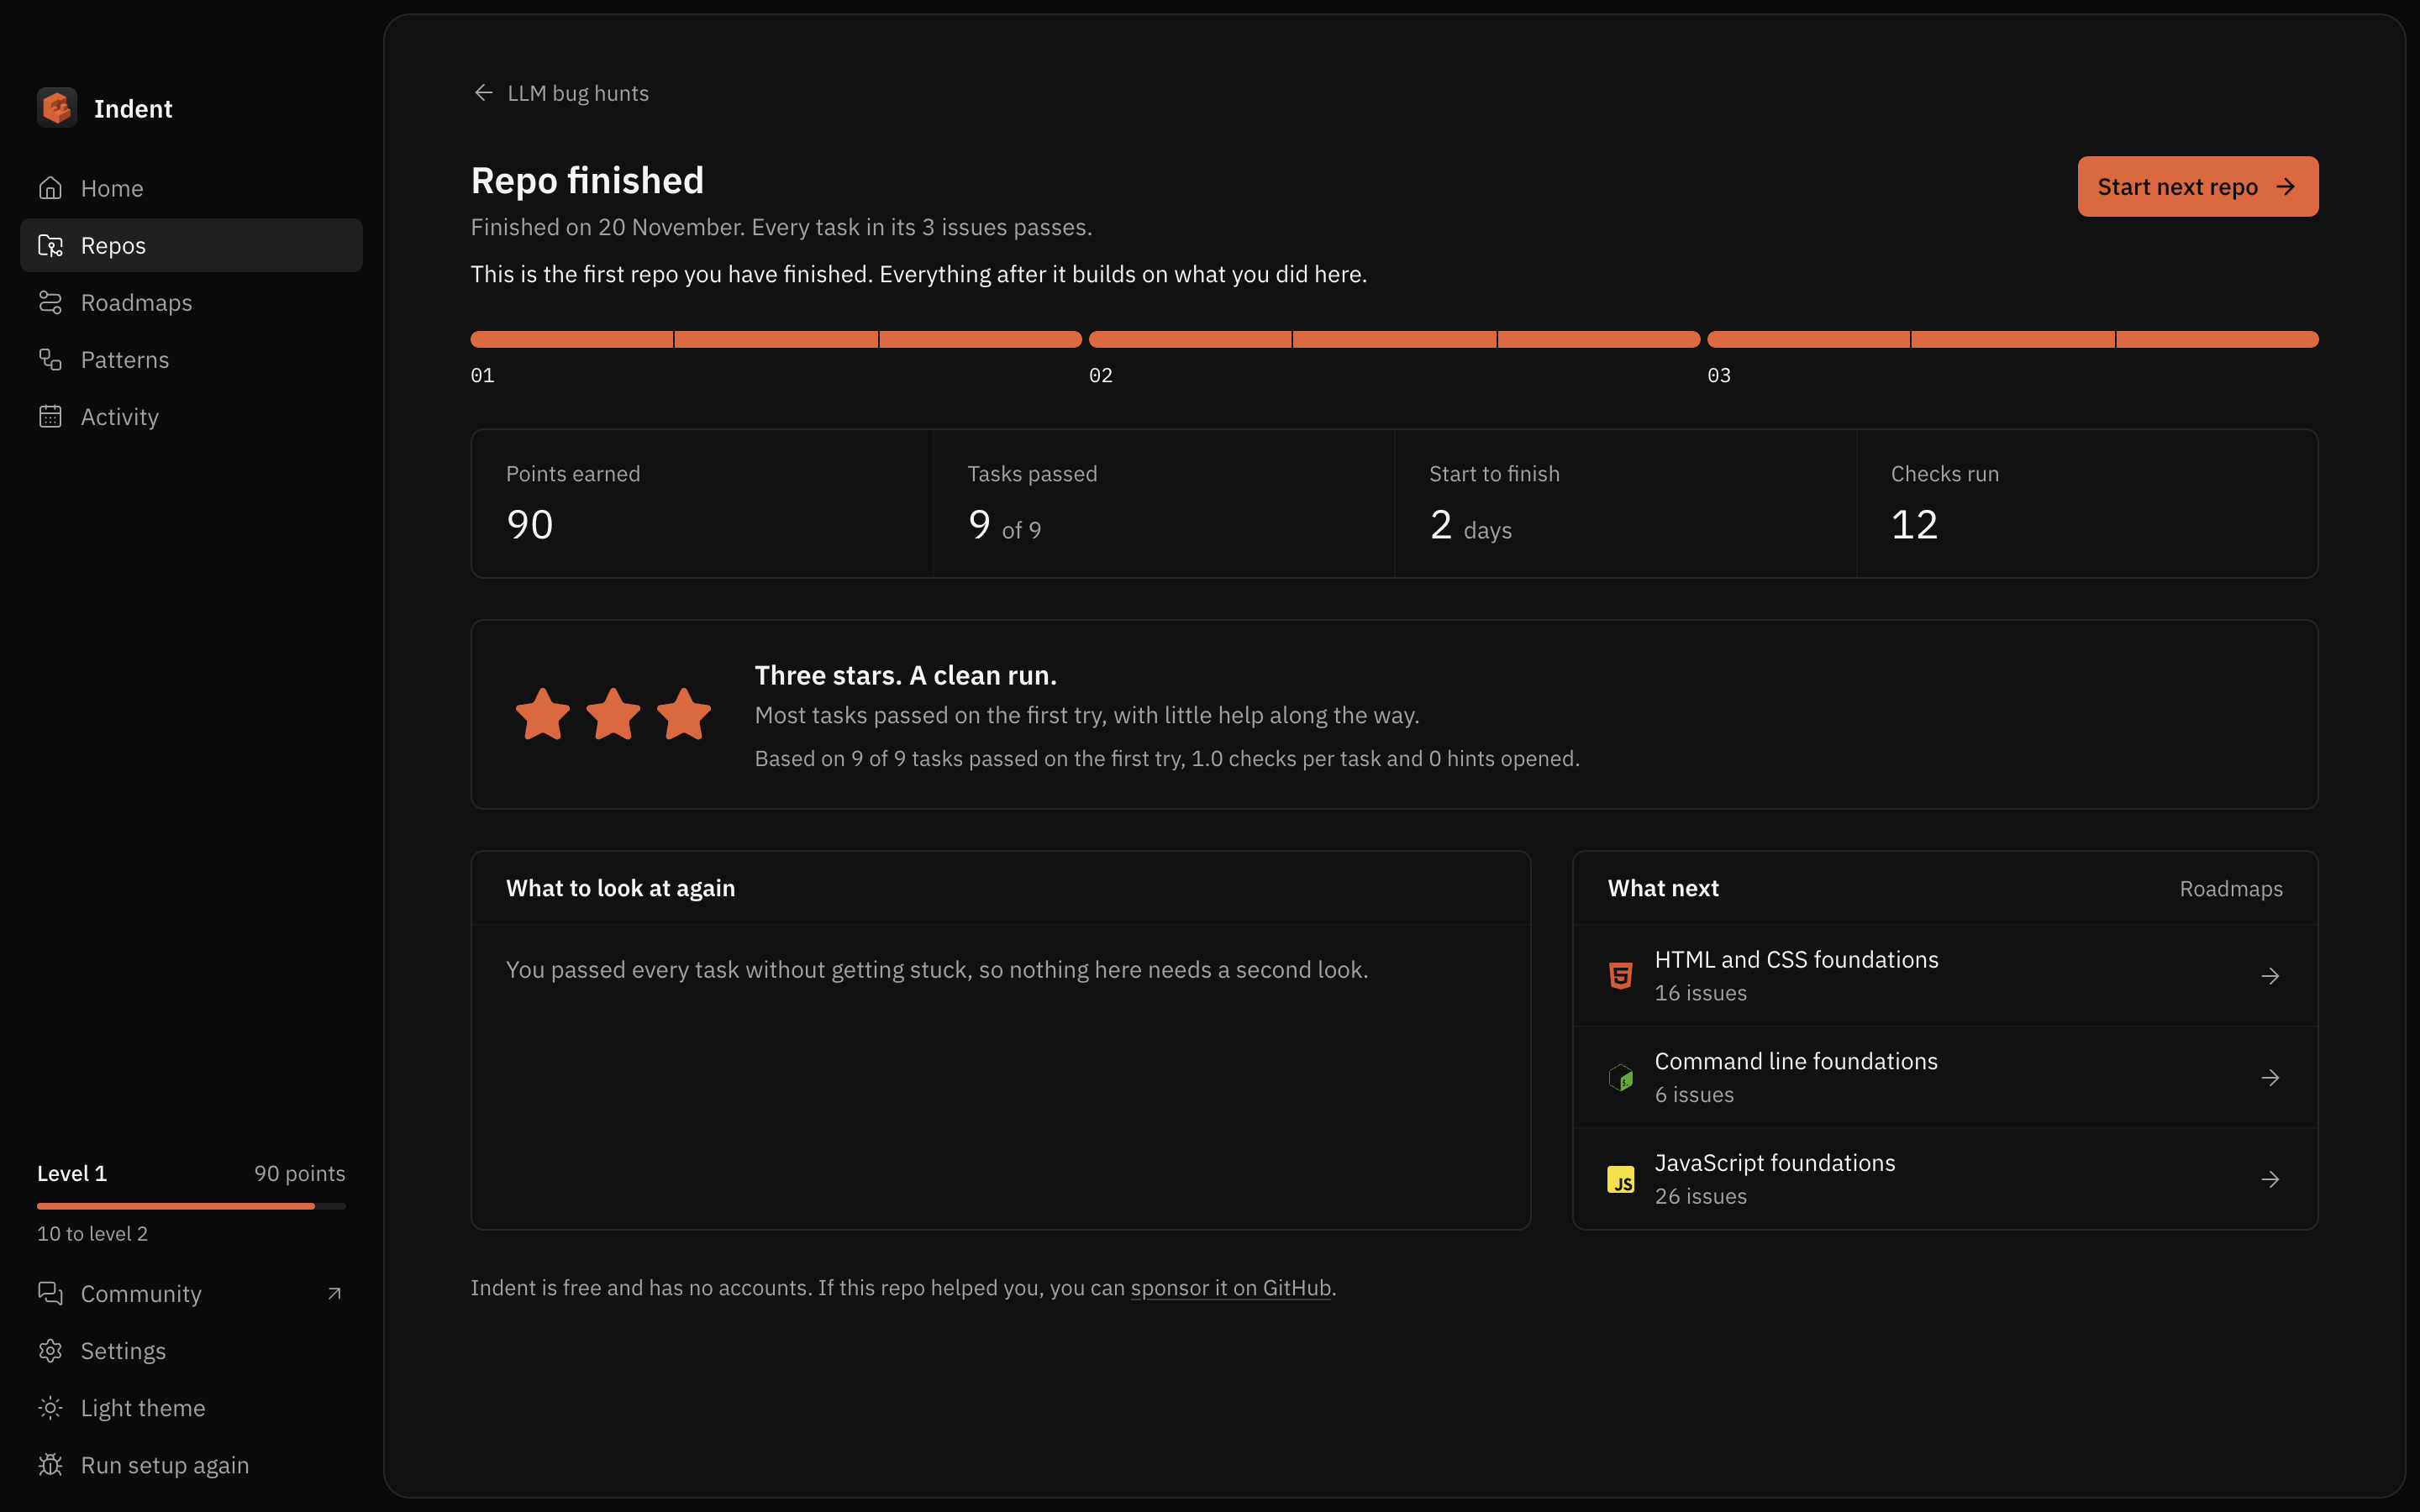 Indent
Home
Repos
Roadmaps
Patterns
Activity
Level 1 90 points
10 to level 2
Community
Settings
Light theme
Run setup again
LLM bug hunts
Repo finished
Start next repo
Finished on 20 November. Every task in its 3 issues passes.
This is the first repo you have finished. Everything after it builds on what you did here.
01 02 03
Points earned Tasks passed Start to finish Checks run
90 9 of 9 2 days 12
Three stars. A clean run.
Most tasks passed on the first try, with little help along the way.
Based on 9 of 9 tasks passed on the first try, 1.0 checks per task and 0 hints opened.
What to look at again
You passed every task without getting stuck, so nothing here needs a second look.
What next Roadmaps
HTML and CSS foundations
16 issues
Command line foundations
6 issues
JS
JavaScript foundations
26 issues
Indent is free and has no accounts. If this repo helped you, you can sponsor it on GitHub.